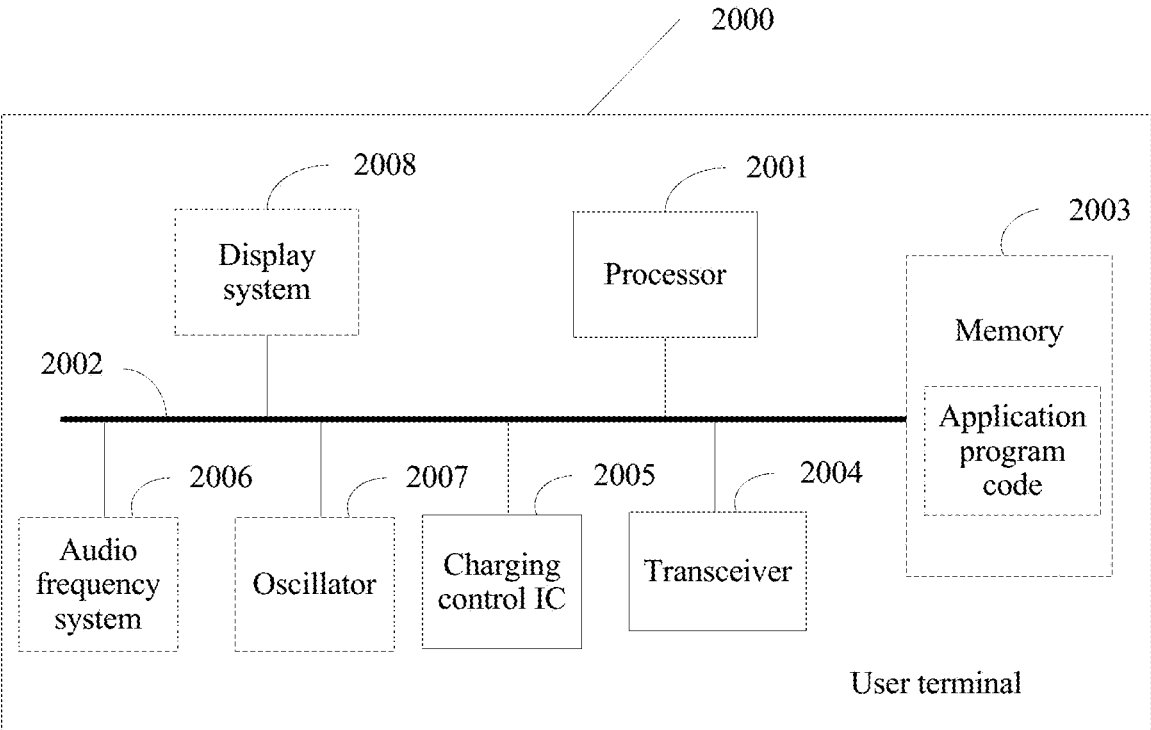 2000
2008
2001
2003
Display
system
Processor
Memory
2002
Application
program
code
2006
2007
2005
2004
Audio
frequency
system
Oscillator
Charging
control IC
Transceiver
User terminal